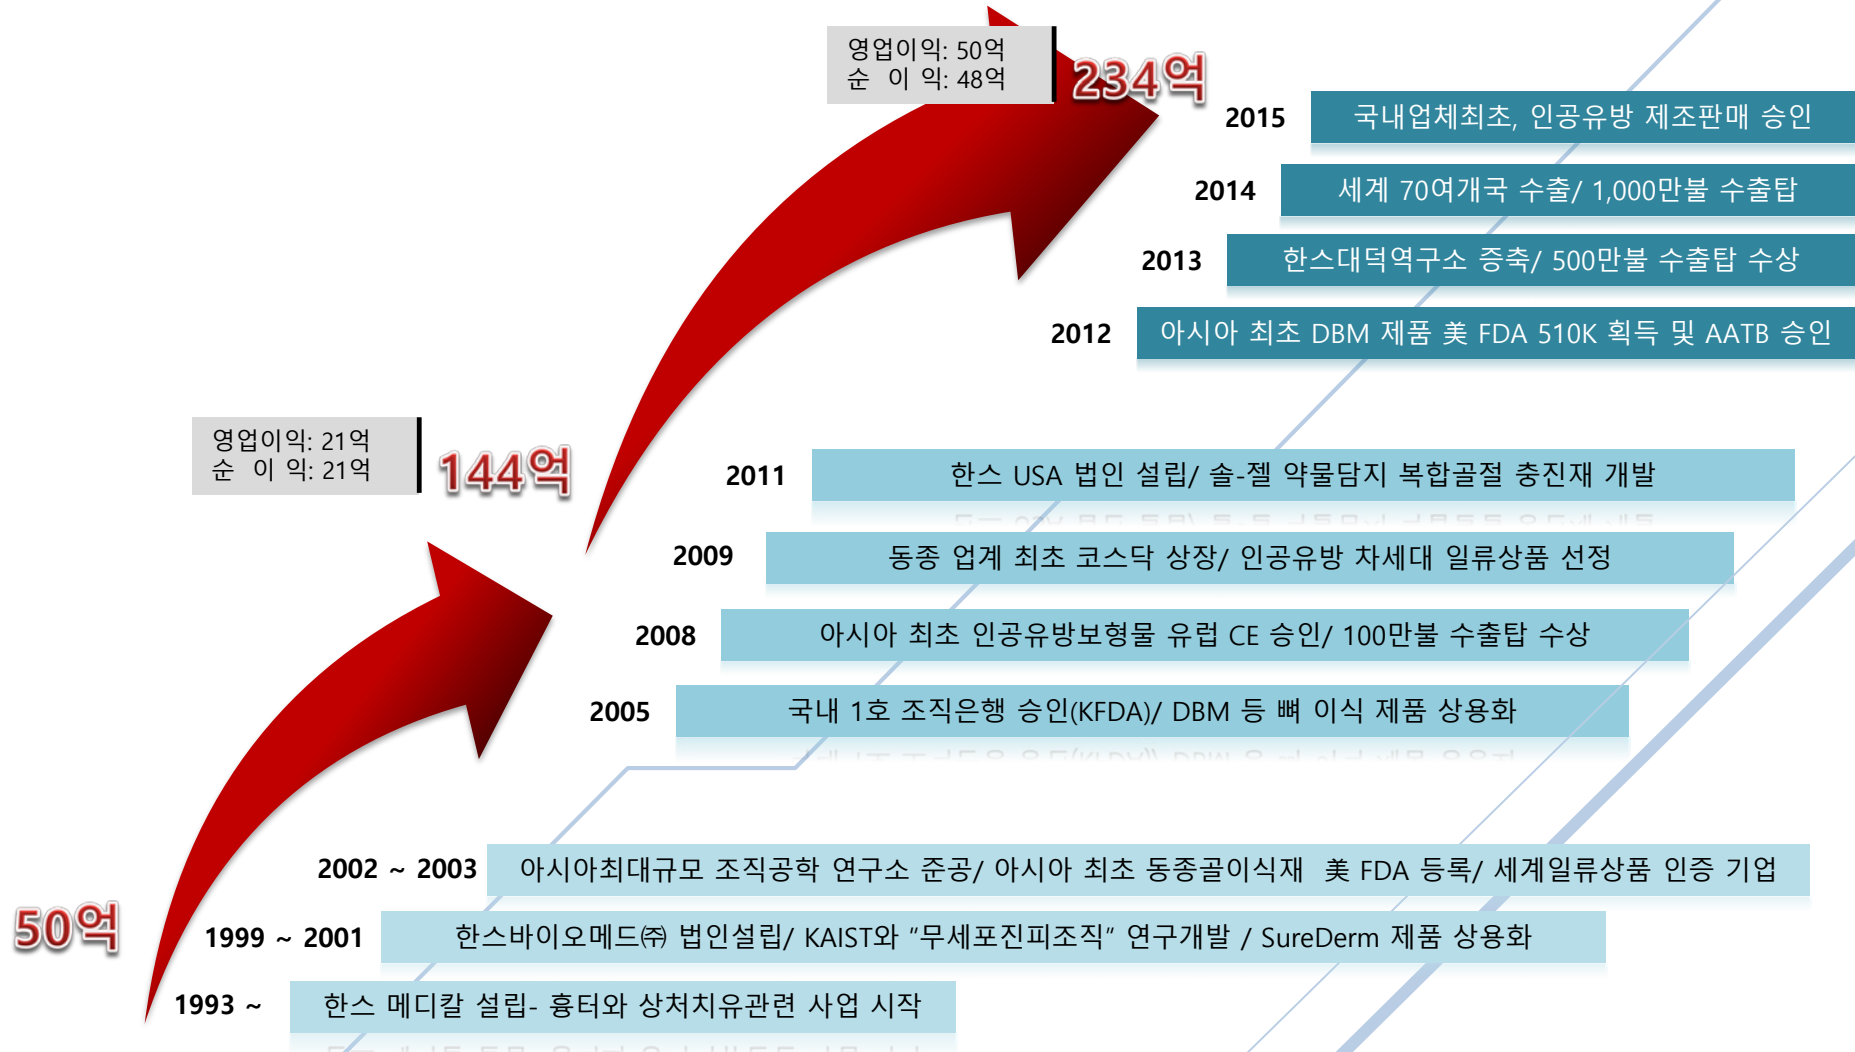 영업이익: 50억
순 이 익: 48억
234억
2015 국내업체최초, 인공유방 제조판매 승인
2014 세계 70여개국 수출/ 1,000만불 수출탑
2013 한스대덕역구소 증축/ 500만불 수출탑 수상
2012 아시아 최초 DBM 제품 美 FDA 510K 획득 및 AATB 승인
영업이익: 21억
순 이 익: 21억
144억
2011 한스 USA 법인 설립/ 솔-젤 약물담지 복합골절 충진재 개발
2009 동종 업계 최초 코스닥 상장/ 인공유방 차세대 일류상품 선정
2008 아시아 최초 인공유방보형물 유럽 CE 승인/ 100만불 수출탑 수상
2005 국내 1호 조직은행 승인(KFDA)/ DBM 등 뼈 이식 제품 상용화
2002 ~ 2003 아시아최대규모 조직공학 연구소 준공/ 아시아 최초 동종골이식재 美 FDA 등록/ 세계일류상품 인증 기업
50억
1999 ~ 2001 한스바이오메드㈜ 법인설립/ KAIST와 “무세포진피조직” 연구개발 / SureDerm 제품 상용화
1993 ~ 한스 메디칼 설립- 흉터와 상처치유관련 사업 시작